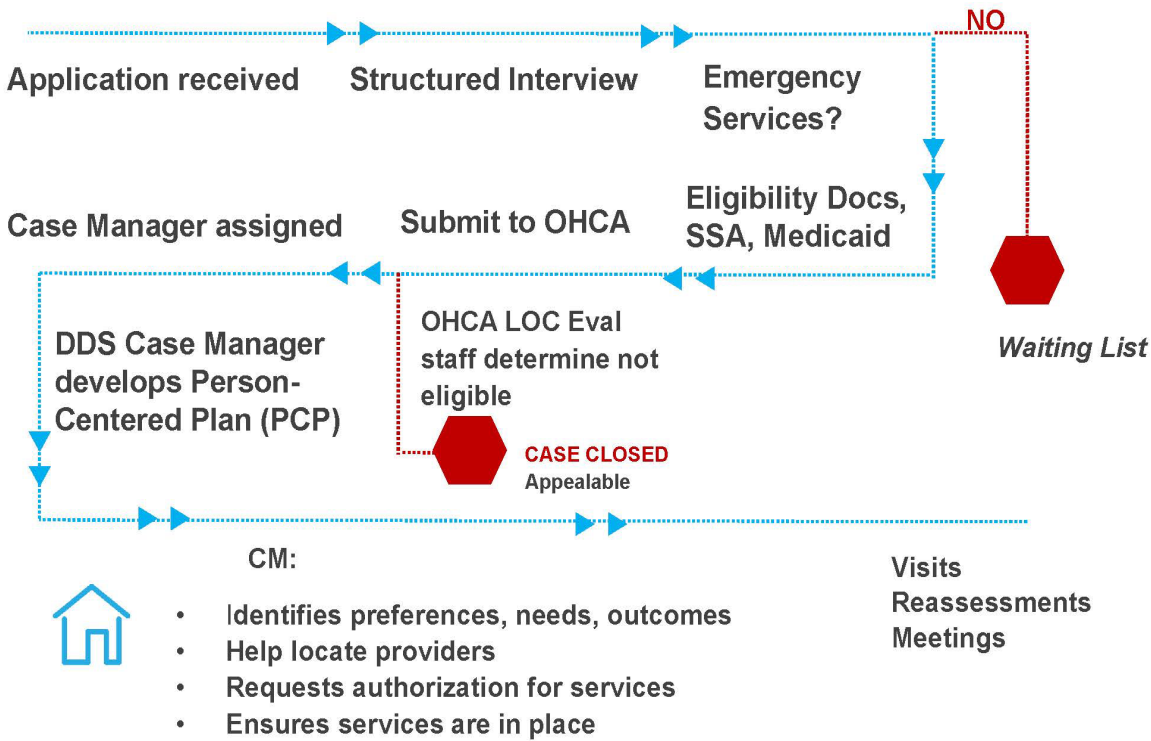 NO
Application received
Structured Interview
Emergency
Services?
Case Manager assigned
Submit to OHCA
Eligibility Docs,
SSA, Medicaid
DDS Case Manager
develops Person-
Centered Plan (PCP)
OHCA LOC Eval
staff determine not
eligible
Waiting List
CASE CLOSED
Appealable
CM:
• Identifies preferences, needs, outcomes
• Help locate providers
• Requests authorization for services
• Ensures services are in place
Visits
Reassessments
Meetings